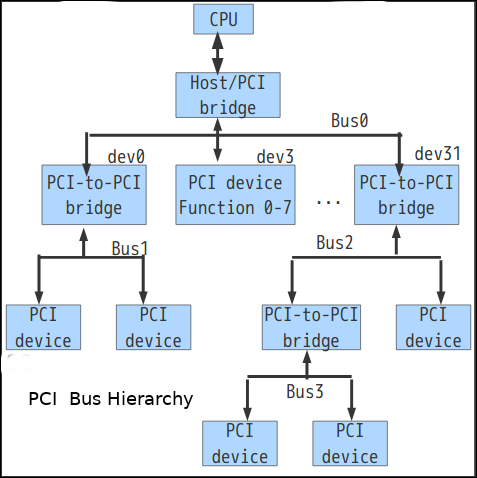 CPU
Host/PCI
bridge
Bus0
dev0
dev3
dev31
PCI-to-PCI
bridge
PCI device
Function 0-7
...
PCI-to-PCI
bridge
Bus1
Bus2
PCI
device
PCI
device
PCI-to-PCI
bridge
PCI
device
Bus3
PCI Bus Hierarchy
PCI
device
PCI
device